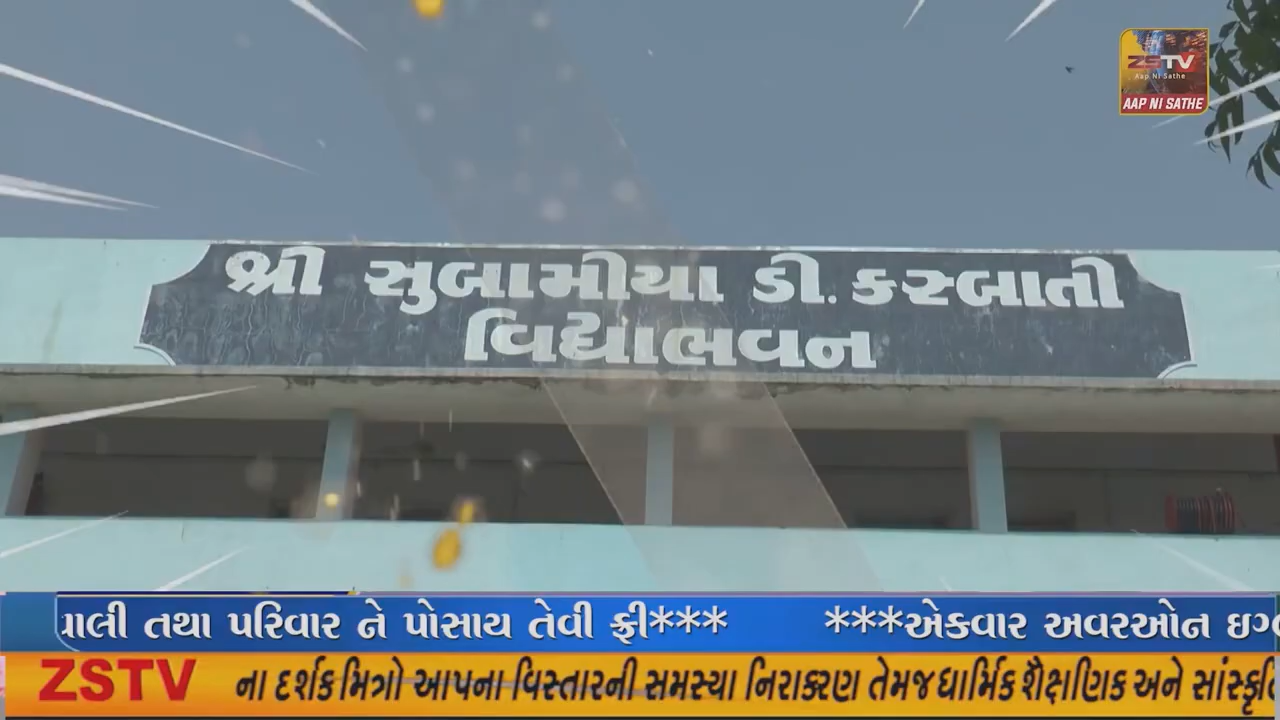 ZSTV
Aap Ni Sathe
AAP NI SATHE
શ્રી સુબામીયા ડી. કરબાતી
વિદ્યાભવન
તથા પરિવાર ને પોસાય તેવી ફ્રી*** ***એકવાર અવરઓન
ZSTV ના દર્શક મિત્રો આપના વિસ્તારની સમસ્યા નિરાકરણ તેમજ ધાર્મિક શૈક્ષણિક અને